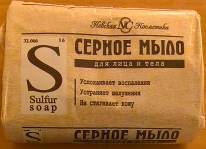 Невская Косметика
СЕРНОЕ МЫЛО
для лица и тела
S
Sulfur
soap
Успокаивает воспаления
Устраняет шелушения
Не стягивает кожу
СЕРНОЕ МЫЛО